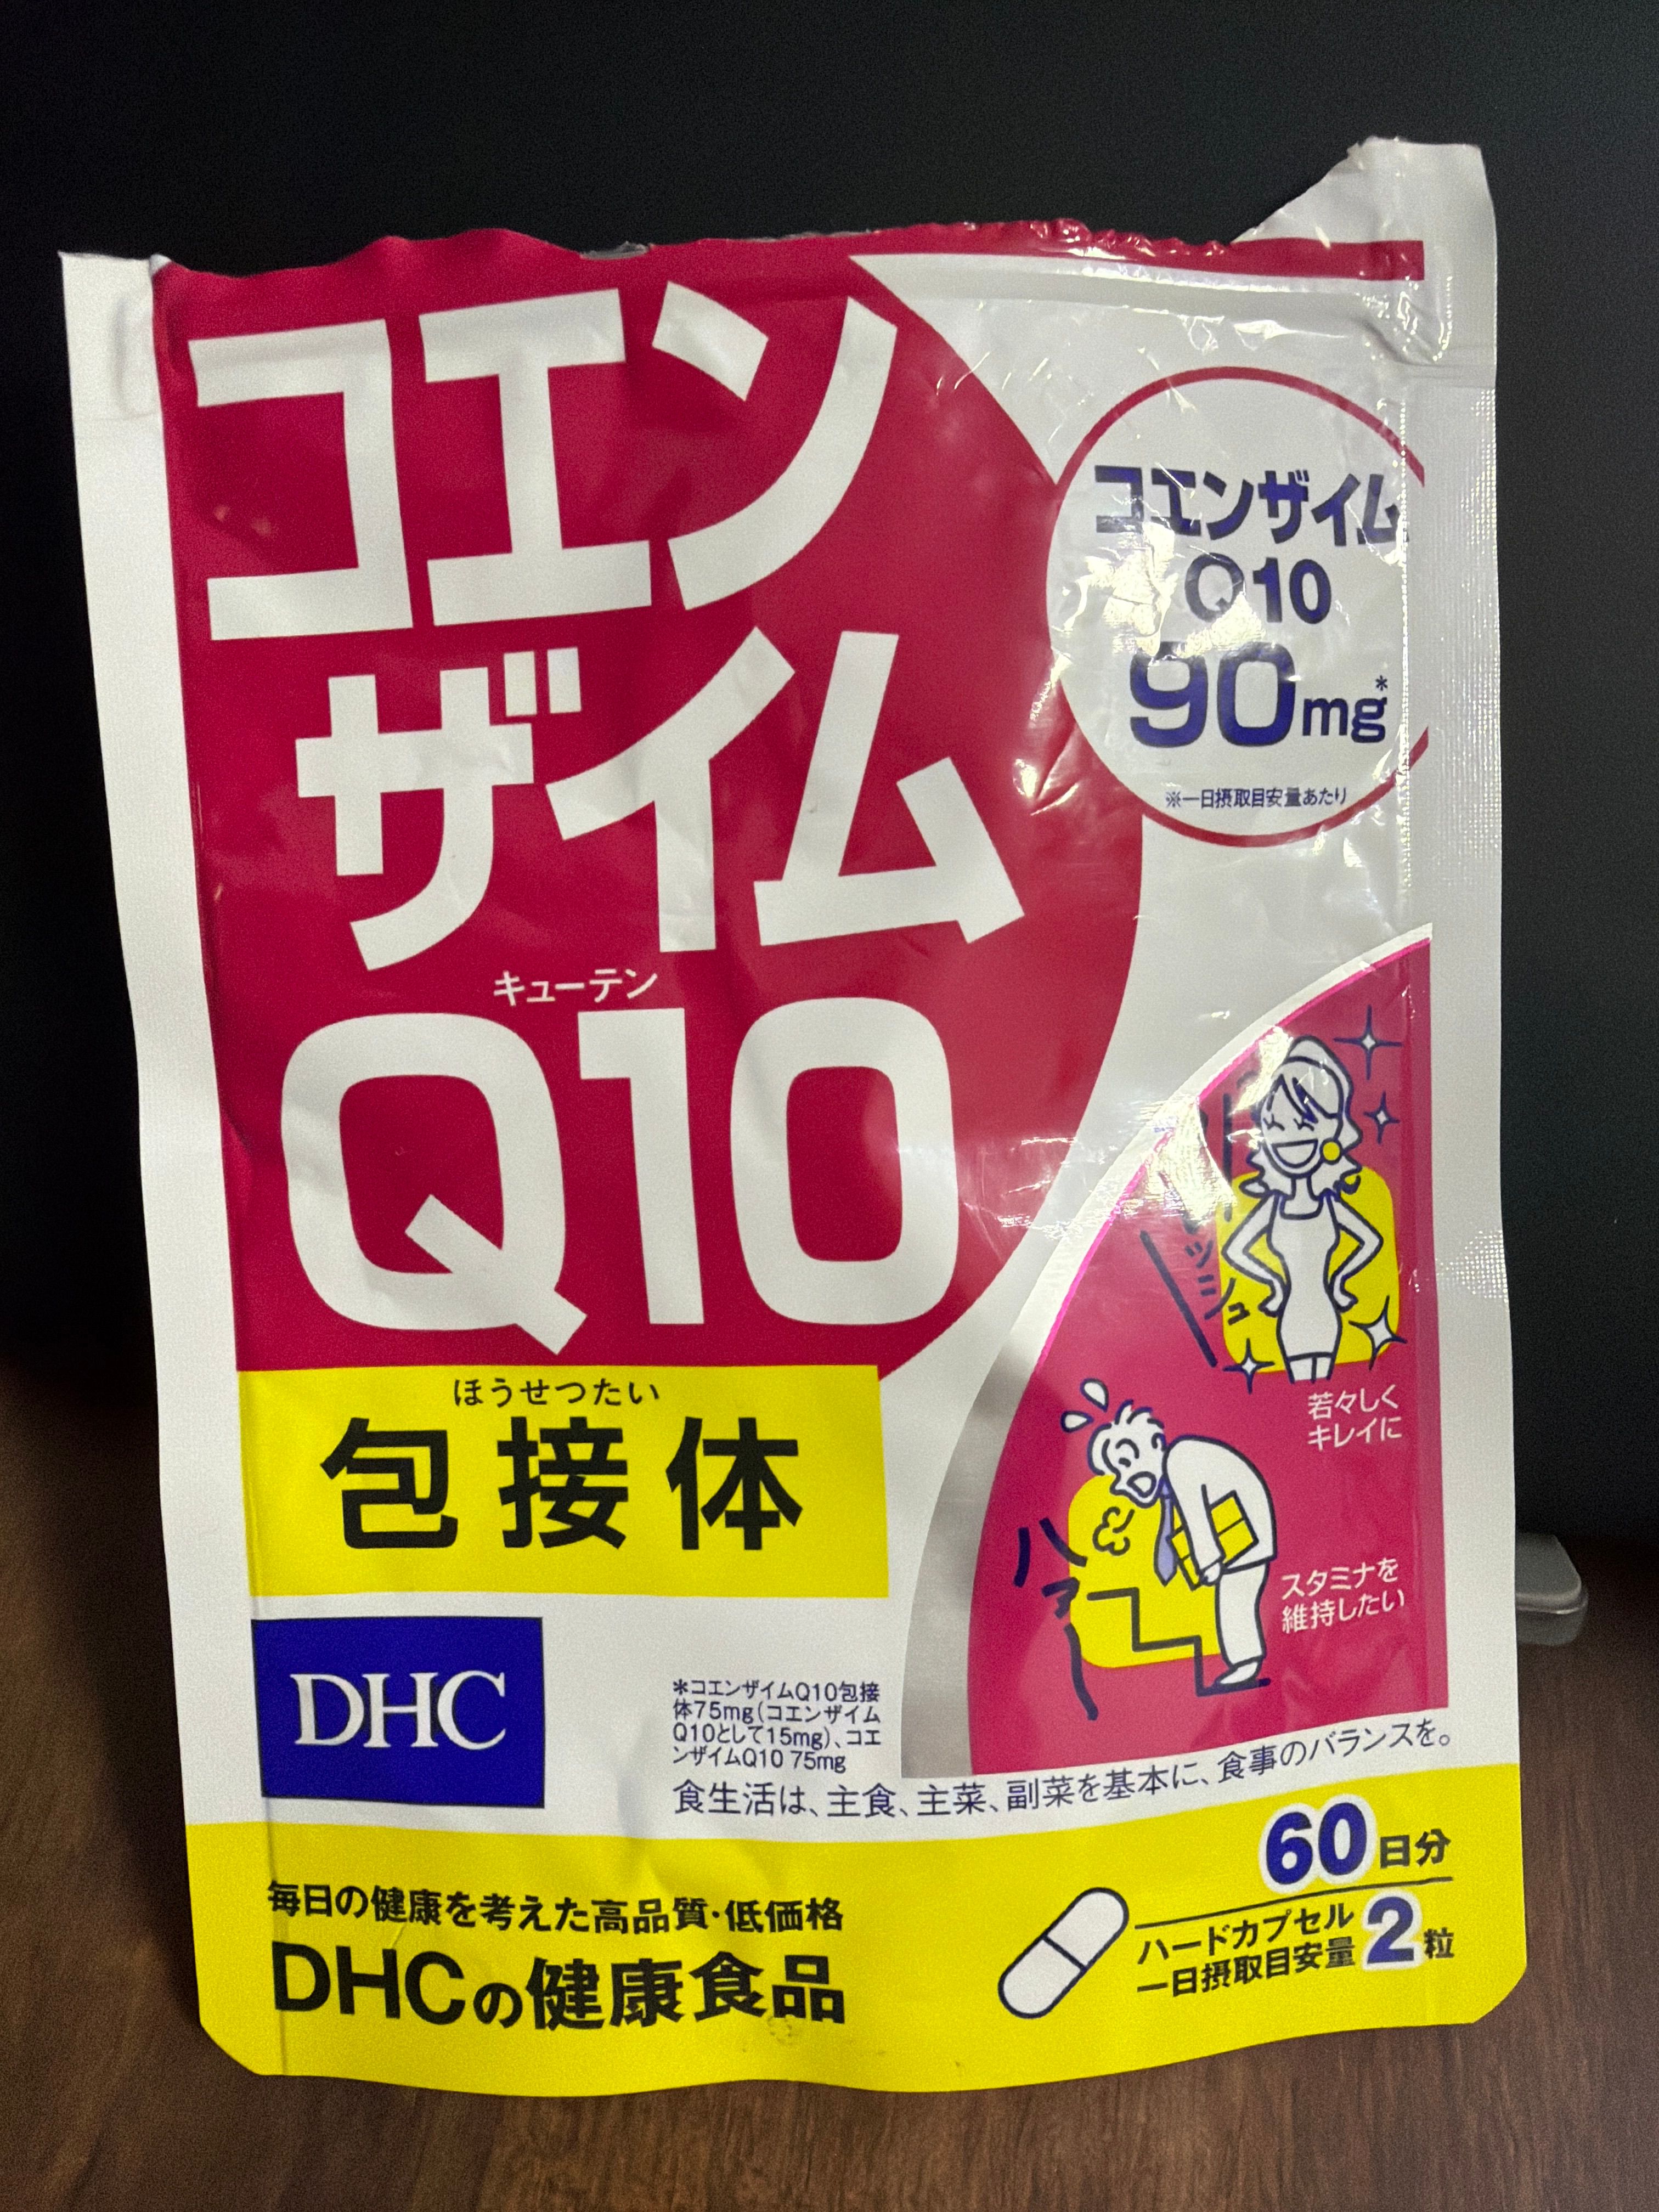 コエン
ザイム
キューテン
Q10
ほうせつたい
包接体
コエンザイム
Q10
90mg*
※一日摂取目安量あたり
若々しく
キレイに
ハァー
スタミナを
維持したい
DHC
*コエンザイムQ10包接
体75mg(コエンザイム
Q10として15mg)、コエ
ンザイムQ10 75mg
食生活は、主食、主菜、副菜を基本に、食事のバランスを。
毎日の健康を考えた高品質・低価格
DHCの健康食品
60日分
ハードカプセル
一日摂取目安量 2粒